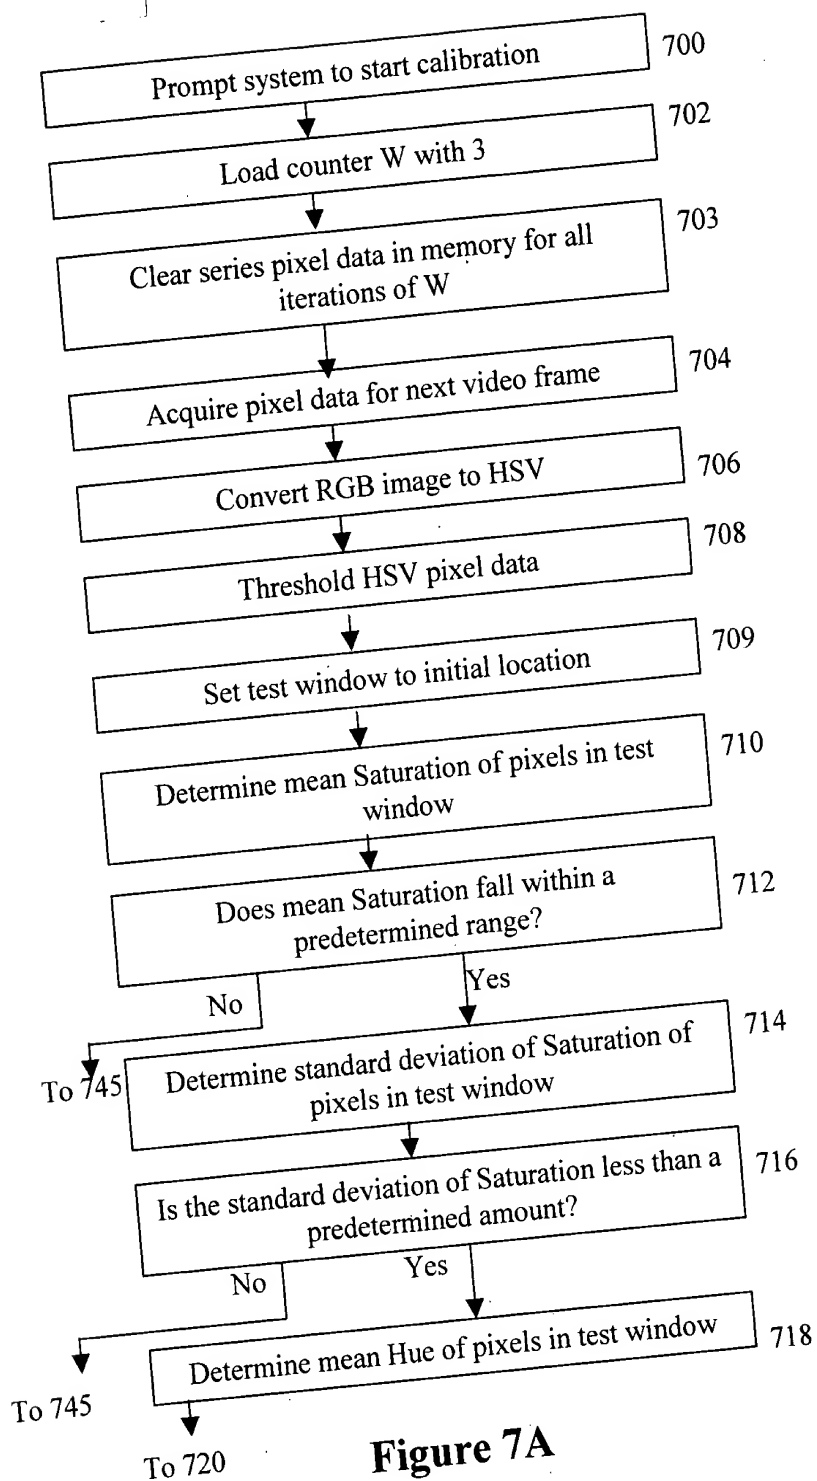 Prompt system to start calibration
700
Load counter W with 3
702
Clear series pixel data in memory for all
iterations of W
703
Acquire pixel data for next video frame
704
Convert RGB image to HSV
706
Threshold HSV pixel data
708
Set test window to initial location
709
Determine mean Saturation of pixels in test
window
710
Does mean Saturation fall within a
predetermined range?
712
No
Yes
To 745
Determine standard deviation of Saturation of
pixels in test window
714
Is the standard deviation of Saturation less than a
predetermined amount?
716
No
Yes
To 745
Determine mean Hue of pixels in test window
718
To 720
Figure 7A